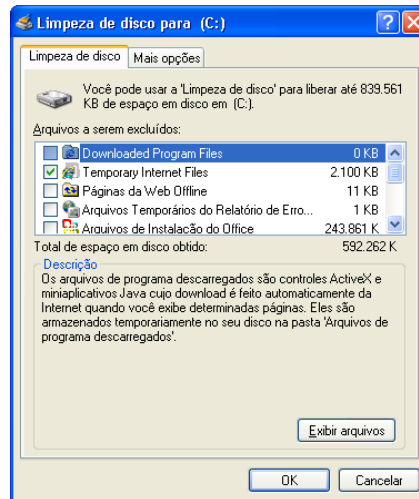 Limpeza de disco para (C:)
Limpeza de disco
Mais opções
Você pode usar a 'Limpeza de disco' para liberar até 839.561
KB de espaço em disco em (C:).
Arquivos a serem excluídos:
Downloaded Program Files 0 KB
Temporary Internet Files 2.100 KB
Páginas da Web Offline 11 KB
Arquivos Temporários do Relatório de Erro... 1 KB
Arquivos de Instalação do Office 243.861 K
Total de espaço em disco obtido: 592.262 K
Descrição
Os arquivos de programa descarregados são controles ActiveX e
miniaplicativos Java cujo download é feito automaticamente da
Internet quando você exibe determinadas páginas. Eles são
armazenados temporariamente no seu disco na pasta 'Arquivos de
programa descarregados'.
Exibir arquivos
OK
Cancelar